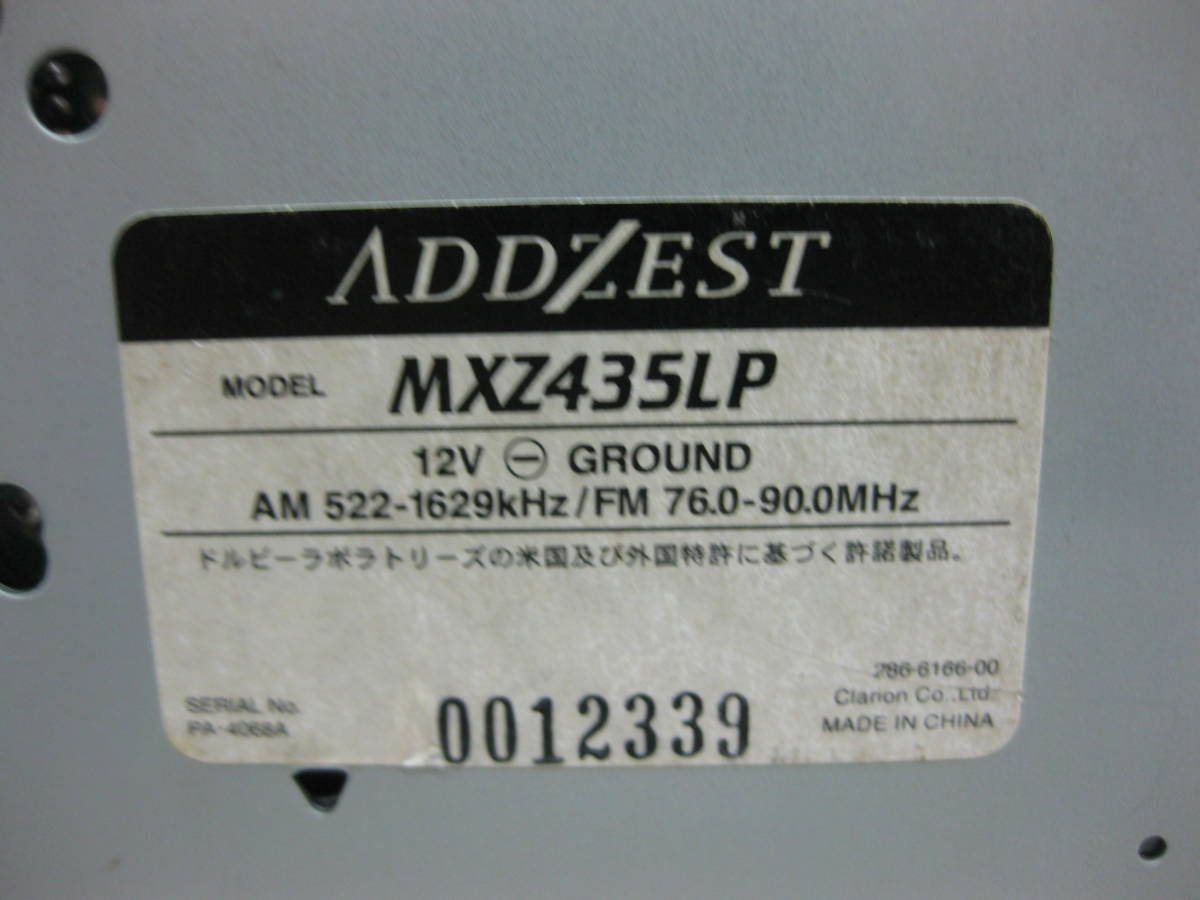 ADDZEST
MODEL MXZ435LP
12V ⊖ GROUND
AM 522-1629kHz/FM 76.0-90.0MHz
ドルビーラボラトリーズの米国及び外国特許に基づく許諾製品。
286-6166-00
Clarion Co.,Ltd.
MADE IN CHINA
SERIAL No.
PA-4068A
0012339